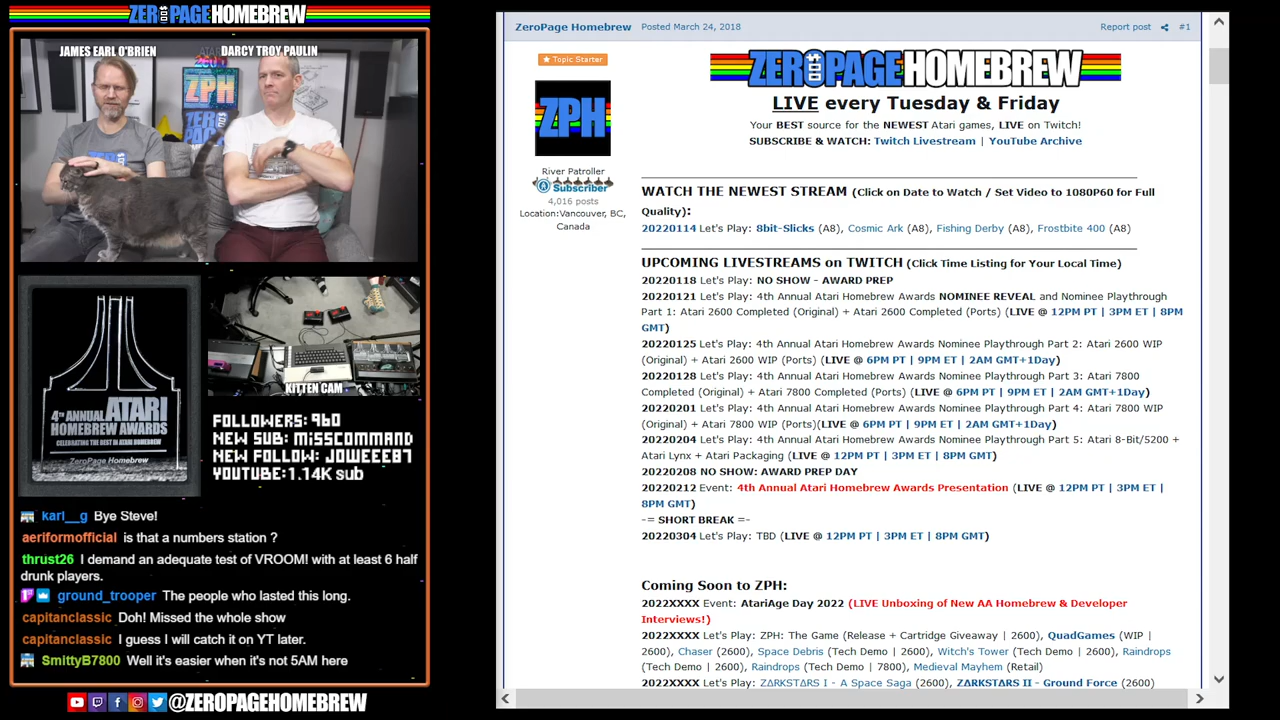 ZEROPAGE HOMEBREW
JAMES EARL O'BRIEN
DARCY TROY PAULIN
ZPH
4TH ANNUAL ATARI
HOMEBREW AWARDS
CELEBRATING THE BEST IN ATARI HOMEBREW
ZeroPage Homebrew
KITTEN CAM
FOLLOWERS: 960
NEW SUB: MISSCOMMAND
NEW FOLLOW: JOWEEE87
YOUTUBE: 1.14K sub
karl__g Bye Steve!
aeriformofficial is that a numbers station ?
thrust26 I demand an adequate test of VROOM! with at least 6 half
drunk players.
ground_trooper The people who lasted this long.
capitanclassic Doh! Missed the whole show
capitanclassic I guess I will catch it on YT later.
SmittyB7800 Well it's easier when it's not 5AM here
@ZEROPAGEHOMEBREW
ZeroPage Homebrew Posted March 24, 2018 Report post #1
Topic Starter
ZPH
River Patroller
Subscriber
4,016 posts
Location:Vancouver, BC,
Canada
ZEROPAGEHOMEBREW
LIVE every Tuesday & Friday
Your BEST source for the NEWEST Atari games, LIVE on Twitch!
SUBSCRIBE & WATCH: Twitch Livestream | YouTube Archive
WATCH THE NEWEST STREAM (Click on Date to Watch / Set Video to 1080P60 for Full
Quality):
20220114 Let's Play: 8bit-Slicks (A8), Cosmic Ark (A8), Fishing Derby (A8), Frostbite 400 (A8)
UPCOMING LIVESTREAMS on TWITCH (Click Time Listing for Your Local Time)
20220118 Let's Play: NO SHOW - AWARD PREP
20220121 Let's Play: 4th Annual Atari Homebrew Awards NOMINEE REVEAL and Nominee Playthrough
Part 1: Atari 2600 Completed (Original) + Atari 2600 Completed (Ports) (LIVE @ 12PM PT | 3PM ET | 8PM
GMT)
20220125 Let's Play: 4th Annual Atari Homebrew Awards Nominee Playthrough Part 2: Atari 2600 WIP
(Original) + Atari 2600 WIP (Ports) (LIVE @ 6PM PT | 9PM ET | 2AM GMT+1Day)
20220128 Let's Play: 4th Annual Atari Homebrew Awards Nominee Playthrough Part 3: Atari 7800
Completed (Original) + Atari 7800 Completed (Ports) (LIVE @ 6PM PT | 9PM ET | 2AM GMT+1Day)
20220201 Let's Play: 4th Annual Atari Homebrew Awards Nominee Playthrough Part 4: Atari 7800 WIP
(Original) + Atari 7800 WIP (Ports)(LIVE @ 6PM PT | 9PM ET | 2AM GMT+1Day)
20220204 Let's Play: 4th Annual Atari Homebrew Awards Nominee Playthrough Part 5: Atari 8-Bit/5200 +
Atari Lynx + Atari Packaging (LIVE @ 12PM PT | 3PM ET | 8PM GMT)
20220208 NO SHOW: AWARD PREP DAY
20220212 Event: 4th Annual Atari Homebrew Awards Presentation (LIVE @ 12PM PT | 3PM ET |
8PM GMT)
-= SHORT BREAK =-
20220304 Let's Play: TBD (LIVE @ 12PM PT | 3PM ET | 8PM GMT)
Coming Soon to ZPH:
2022XXXX Event: AtariAge Day 2022 (LIVE Unboxing of New AA Homebrew & Developer
Interviews!)
2022XXXX Let's Play: ZPH: The Game (Release + Cartridge Giveaway | 2600), QuadGames (WIP |
2600), Chaser (2600), Space Debris (Tech Demo | 2600), Witch's Tower (Tech Demo | 2600), Raindrops
(Tech Demo | 2600), Raindrops (Tech Demo | 7800), Medieval Mayhem (Retail)
2022XXXX Let's Play: ZΔRKSTΔRS I - A Space Saga (2600), ZΔRKSTΔRS II - Ground Force (2600)